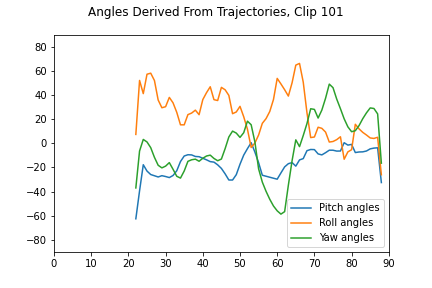 Angles Derived From Trajectories, Clip 101
80
60
40
20
0
−20
−40
−60
−80
0 10 20 30 40 50 60 70 80 90
Pitch angles
Roll angles
Yaw angles